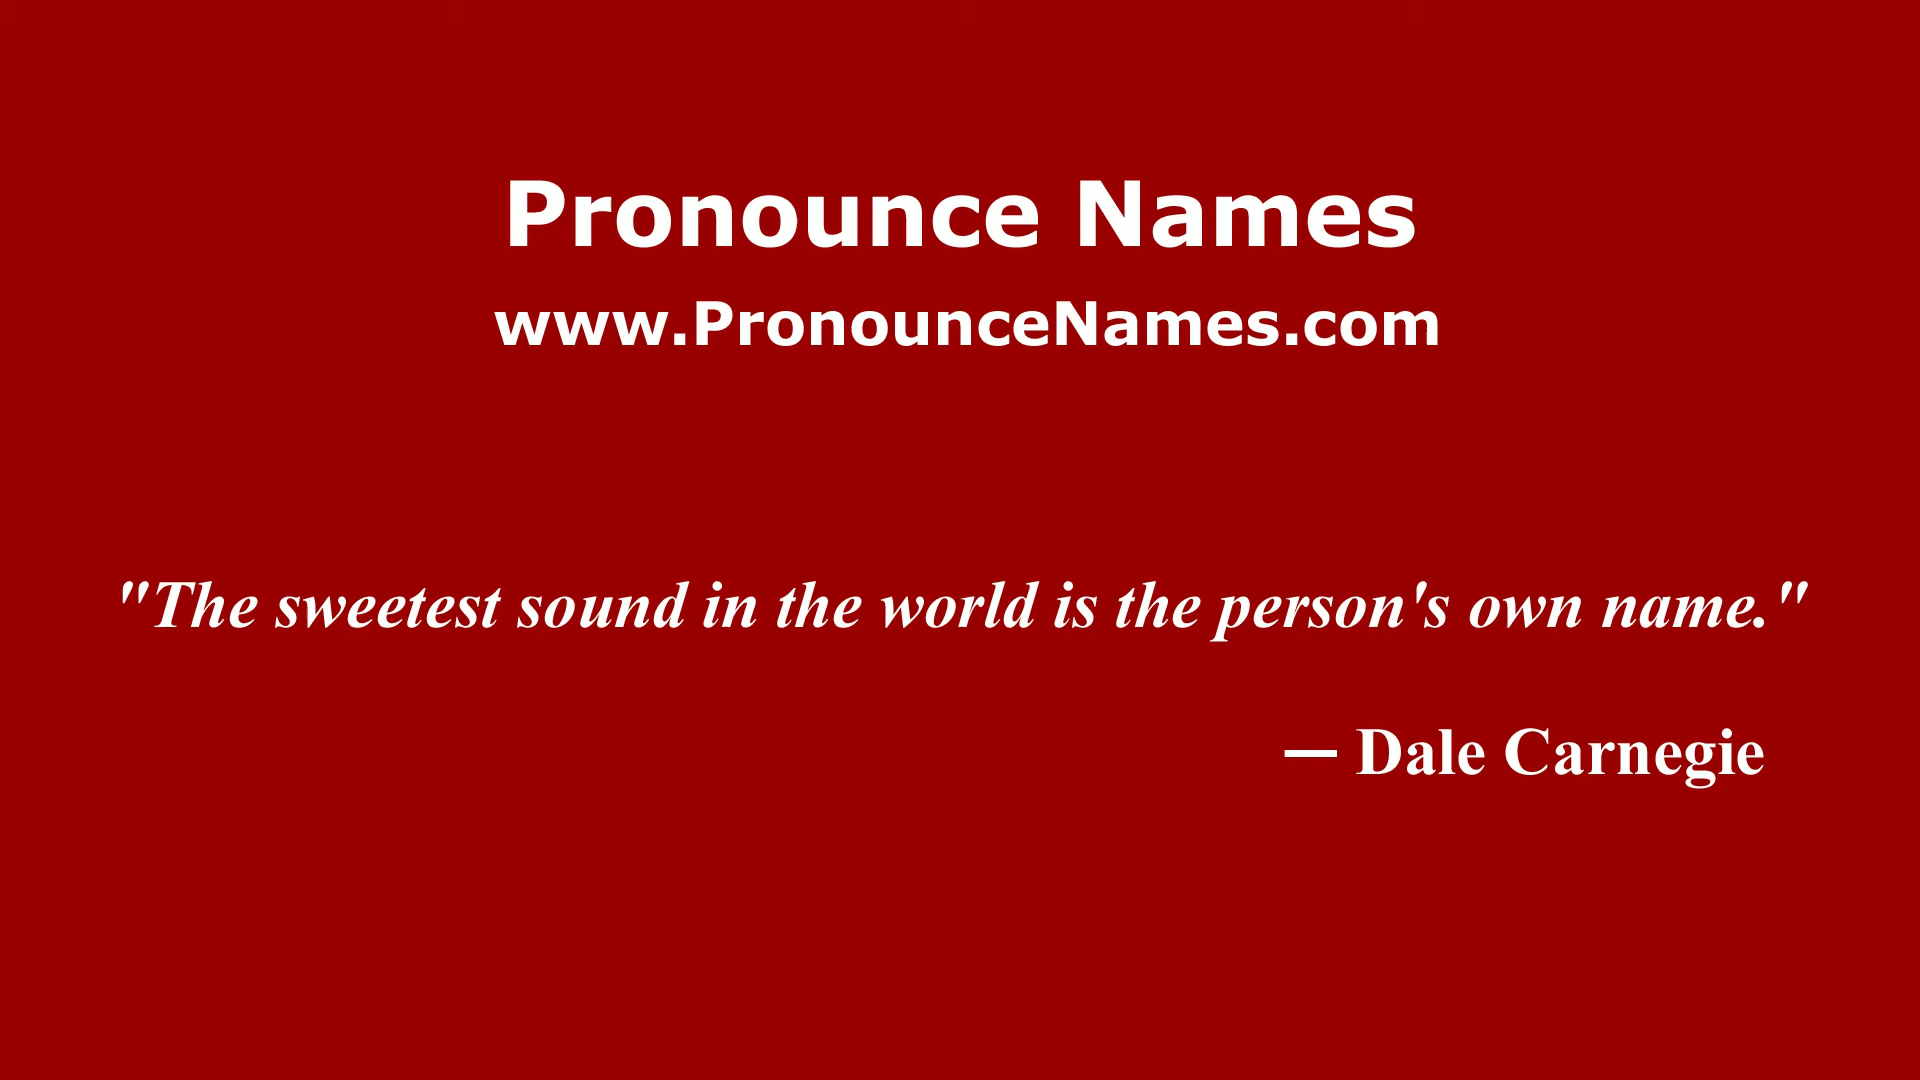 Pronounce Names
www.PronounceNames.com
"The sweetest sound in the world is the person's own name."
— Dale Carnegie